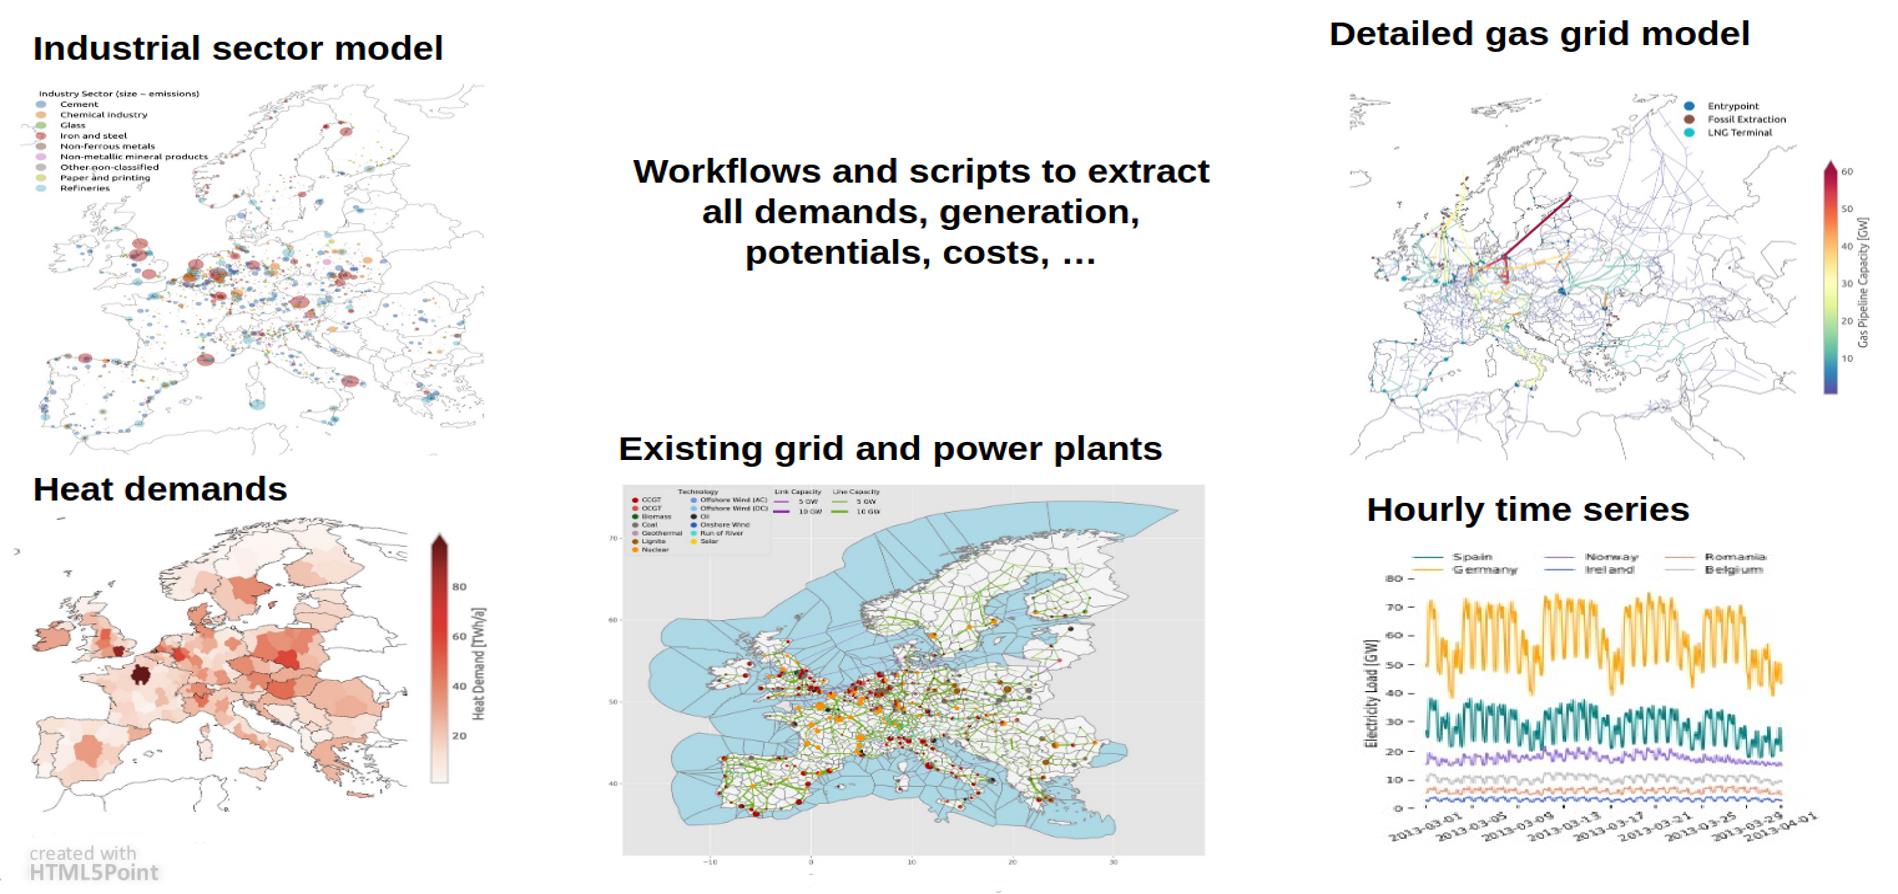 Industrial sector model
Industry Sector (size ~ emissions)
Cement
Chemical industry
Glass
Iron and steel
Non-ferrous metals
Non-metallic mineral products
Other non-classified
Paper and printing
Refineries
Heat demands
80
60
40
20
Heat Demand [TWh/a]
created with
HTML5Point
Workflows and scripts to extract
all demands, generation,
potentials, costs, ...
Existing grid and power plants
Technology
CCGT
OCGT
Biomass
Coal
Geothermal
Lignite
Nuclear
Offshore Wind (AC)
Offshore Wind (DC)
Oil
Onshore Wind
Run of River
Solar
Link Capacity
5 GW
10 GW
Line Capacity
5 GW
10 GW
70
60
50
40
−10
0
10
20
30
Detailed gas grid model
Entrypoint
Fossil Extraction
LNG Terminal
60
50
40
30
20
10
Gas Pipeline Capacity [GW]
Hourly time series
Spain
Germany
Norway
Ireland
Romania
Belgium
80
70
60
50
40
30
20
10
0
Electricity Load [GW]
2013-03-01
2013-03-05
2013-03-09
2013-03-13
2013-03-17
2013-03-21
2013-03-25
2013-03-29
2013-04-01